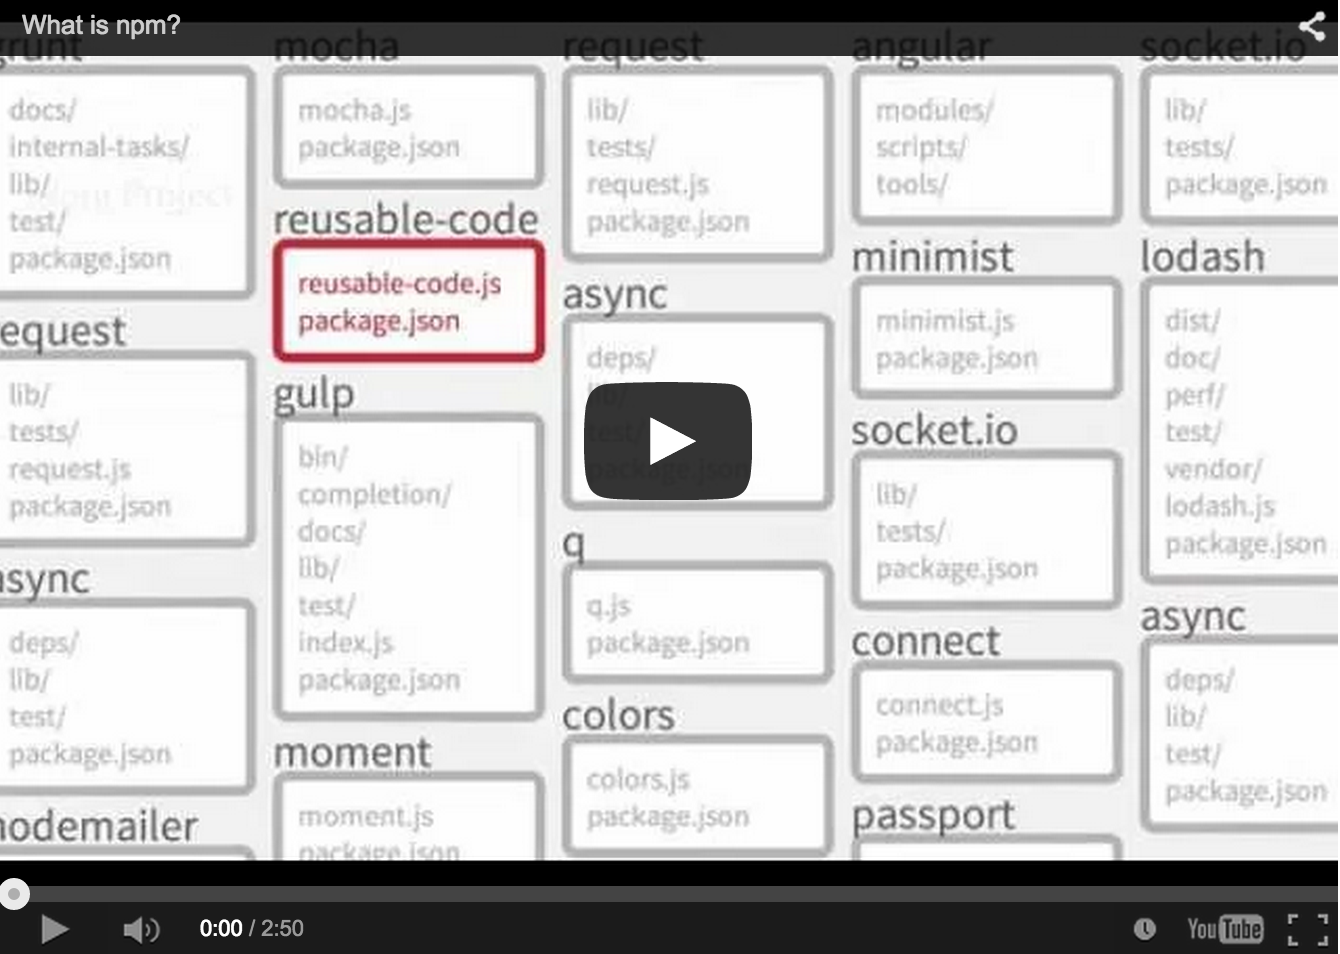 What is npm?
grunt
docs/
internal-tasks/
lib/
test/
package.json
equest
lib/
tests/
request.js
package.json
async
deps/
lib/
test/
package.json
nodemailer
mocha
mocha.js
package.json
reusable-code
reusable-code.js
package.json
gulp
bin/
completion/
docs/
lib/
test/
index.js
package.json
moment
moment.js
package.json
request
lib/
tests/
request.js
package.json
async
deps/
lib/
test/
package.json
q
q.js
package.json
colors
colors.js
package.json
angular
modules/
scripts/
tools/
minimist
minimist.js
package.json
socket.io
lib/
tests/
package.json
connect
connect.js
package.json
passport
socket.io
lib/
tests/
package.json
lodash
dist/
doc/
perf/
test/
vendor/
lodash.js
package.json
async
deps/
lib/
test/
package.json
0:00 / 2:50
YouTube